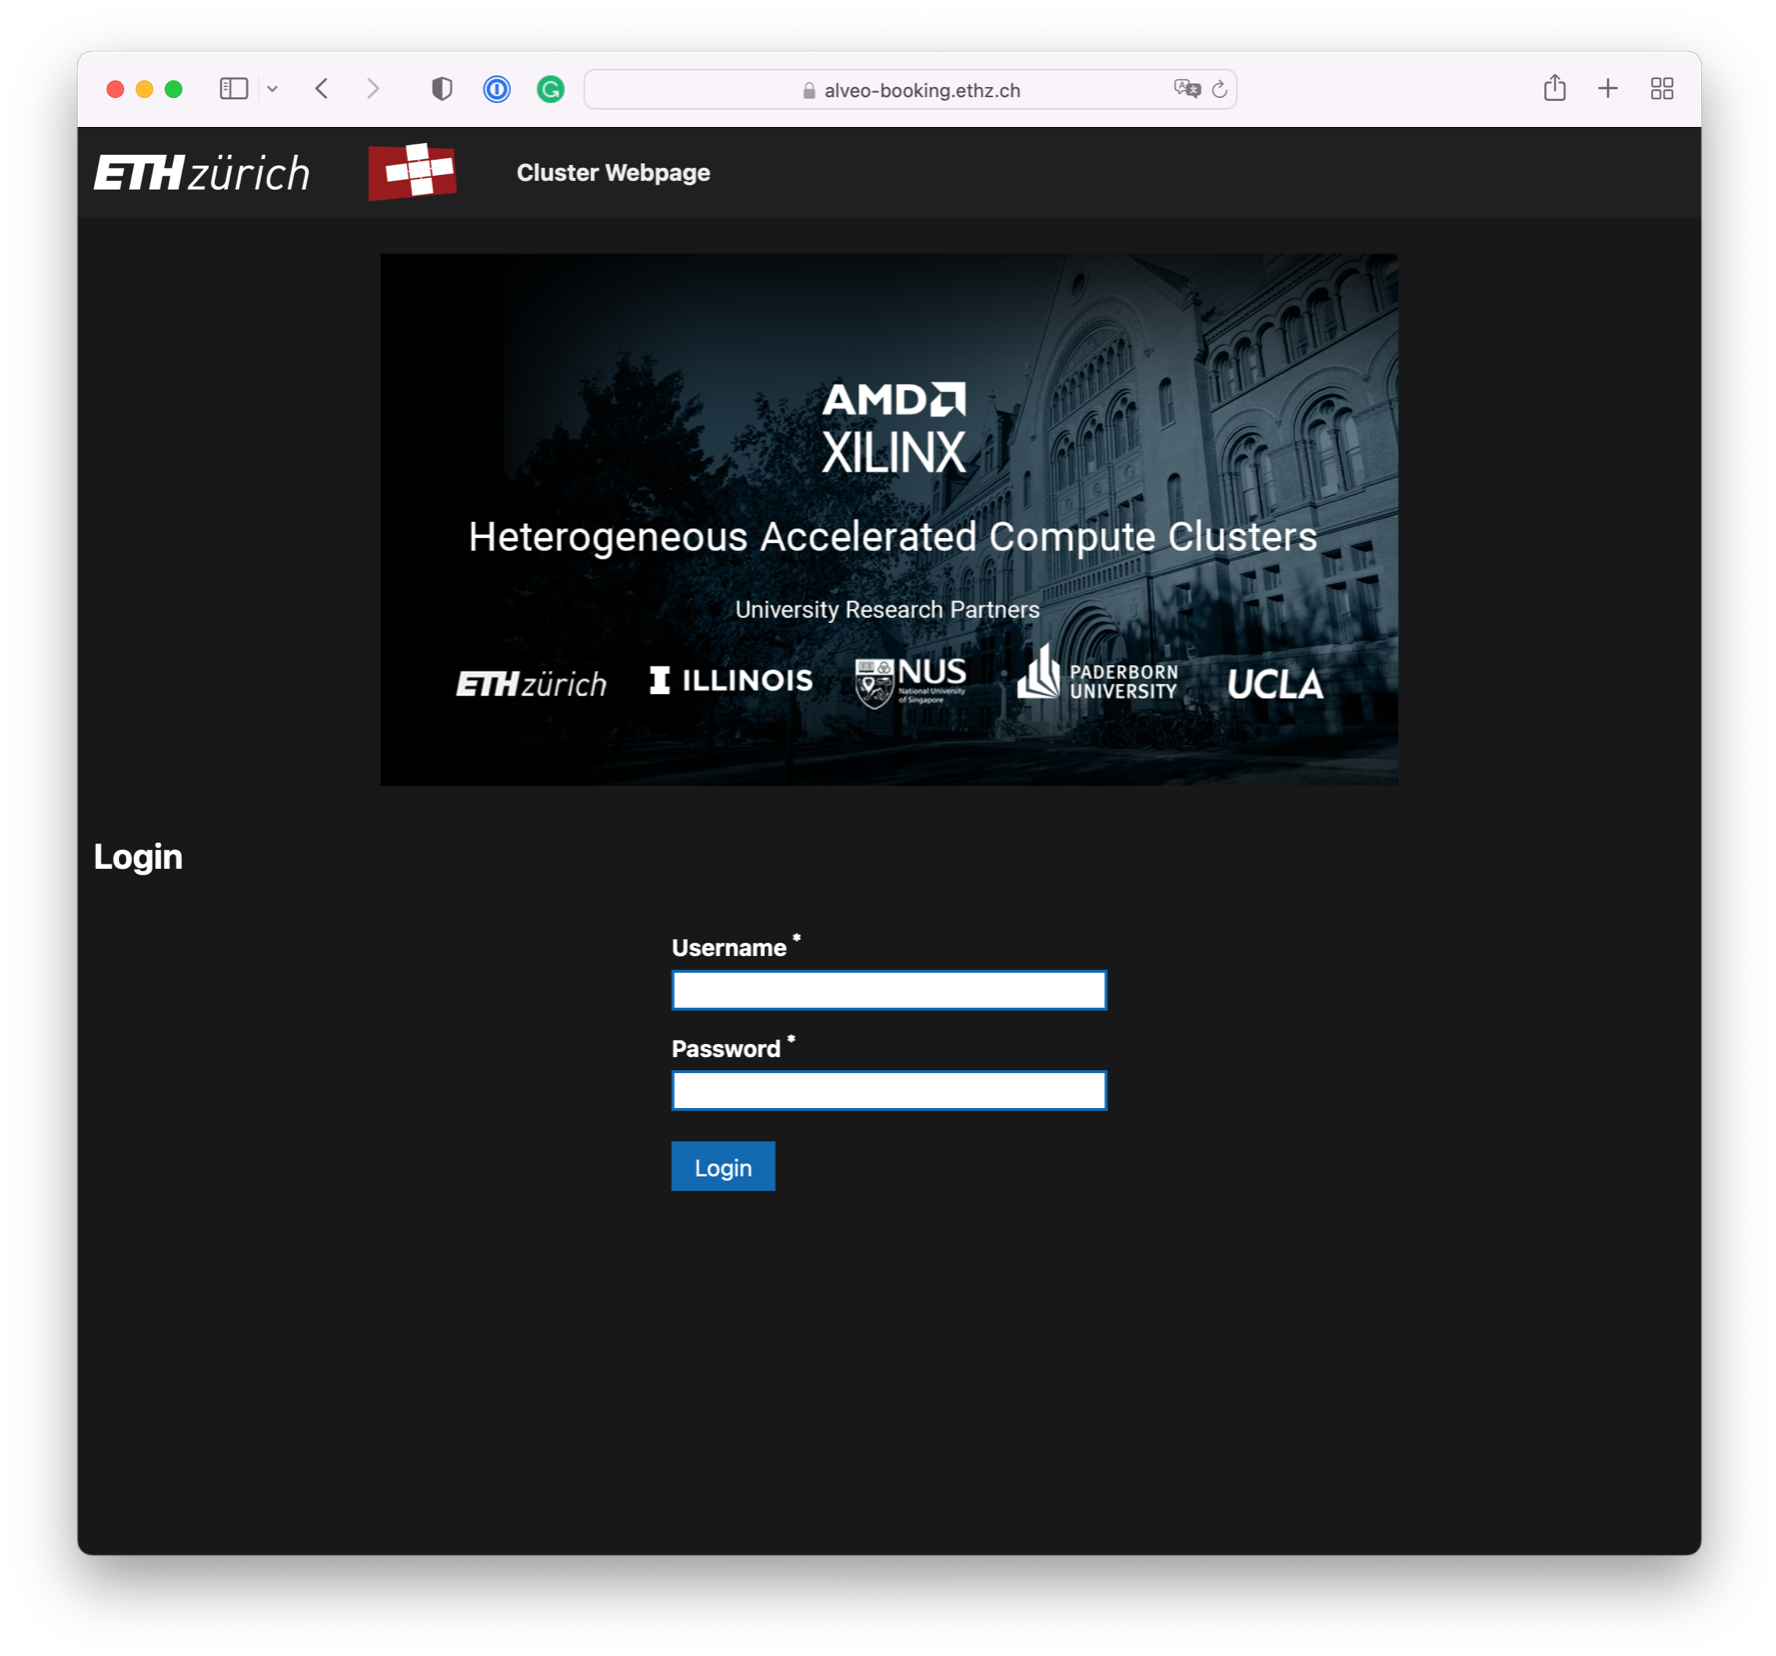 alveo-booking.ethz.ch
ETH zürich
Cluster Webpage
AMD
XILINX
Heterogeneous Accelerated Compute Clusters
University Research Partners
ETH zürich
I ILLINOIS
NUS
National University
of Singapore
PADERBORN
UNIVERSITY
UCLA
Login
Username *
Password *
Login